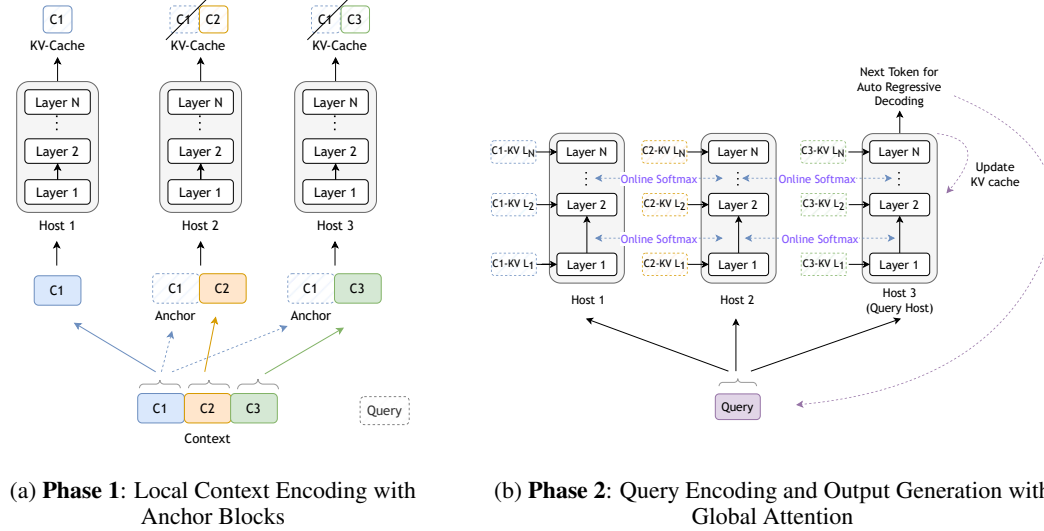 C1
KV-Cache
Layer N
Layer 2
Layer 1
Host 1
C1
C1 C2
KV-Cache
Layer N
Layer 2
Layer 1
Host 2
C1 C2
Anchor
C1 C3
KV-Cache
Layer N
Layer 2
Layer 1
Host 3
C1 C3
Anchor
C1 C2 C3
Context
Query
(a) Phase 1: Local Context Encoding with
Anchor Blocks
Next Token for
Auto Regressive
Decoding
Update
KV cache
C1-KV LN Layer N
C2-KV LN Layer N
C3-KV LN Layer N
Online Softmax Online Softmax
C1-KV L2 Layer 2
C2-KV L2 Layer 2
C3-KV L2 Layer 2
Online Softmax Online Softmax
C1-KV L1 Layer 1
C2-KV L1 Layer 1
C3-KV L1 Layer 1
Host 1
Host 2
Host 3
(Query Host)
Query
(b) Phase 2: Query Encoding and Output Generation with
Global Attention